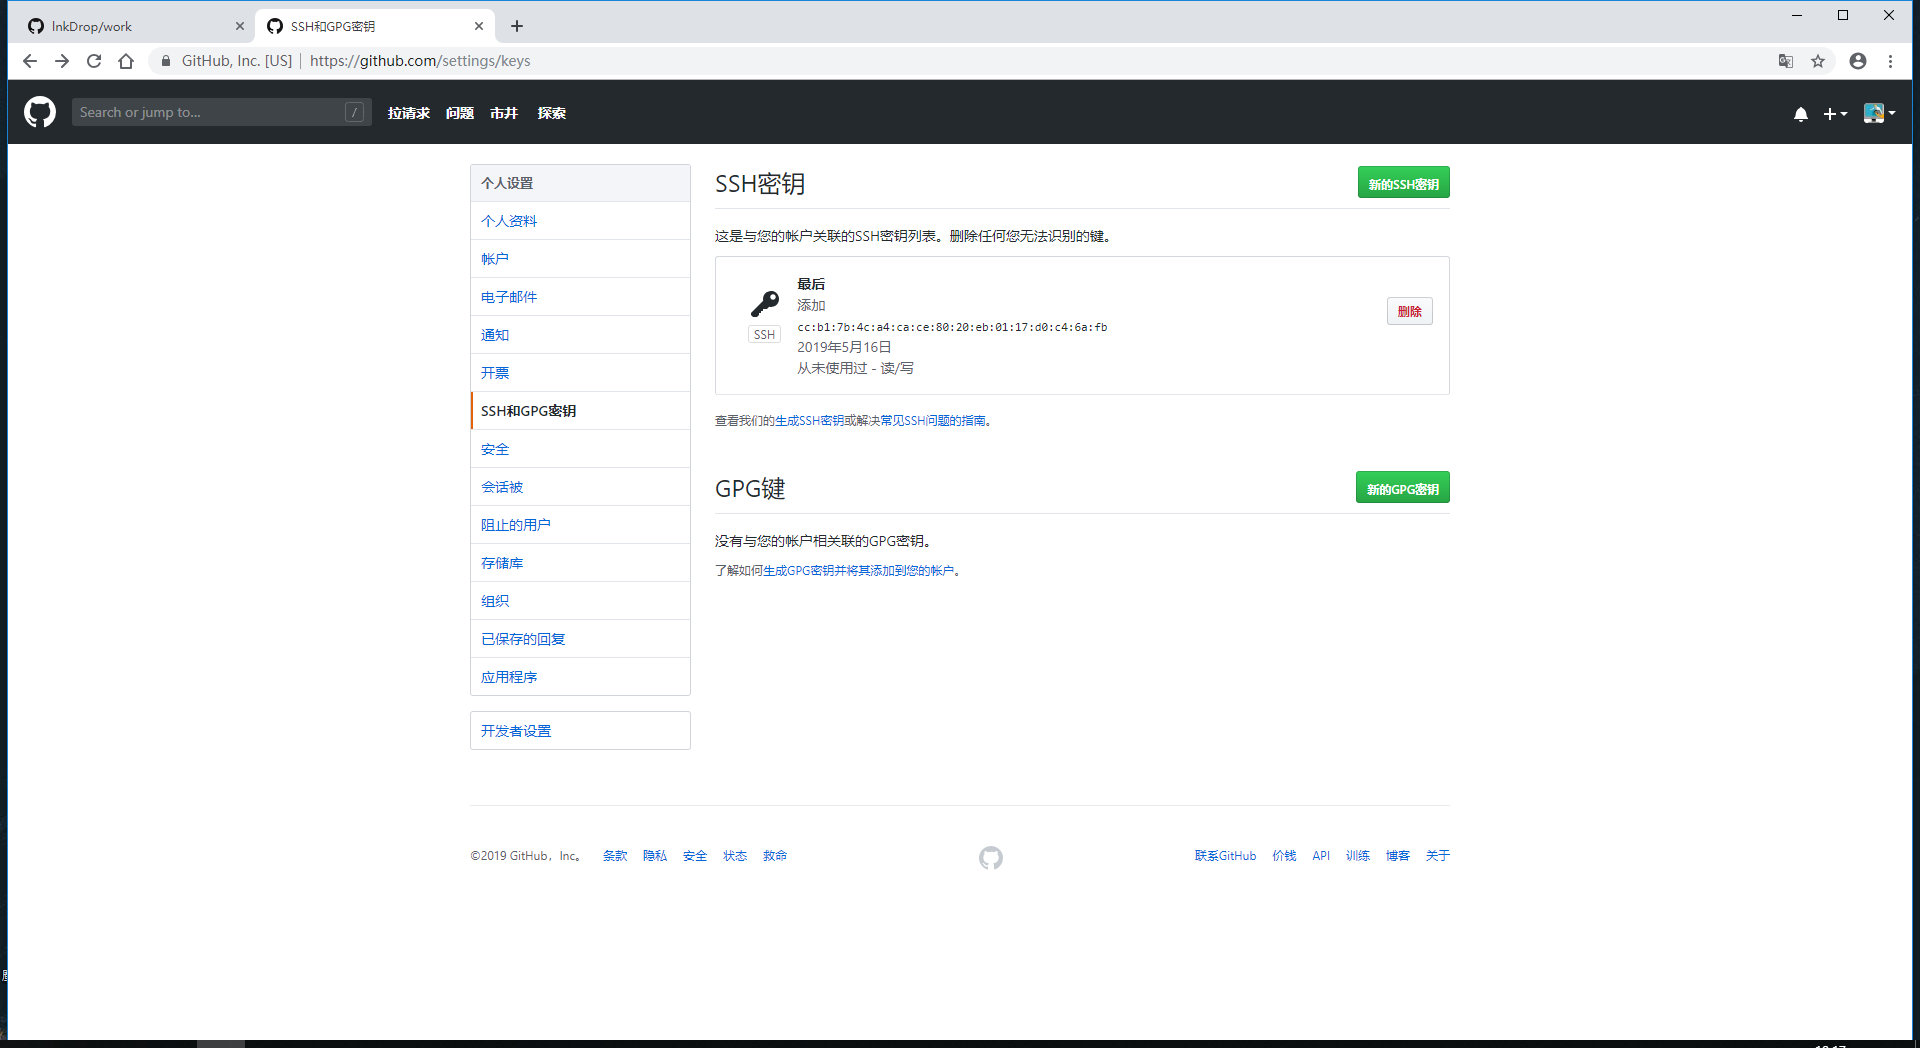 InkDrop/work
SSH和GPG密钥
GitHub, Inc. [US] | https://github.com/settings/keys
Search or jump to... /
拉请求 问题 市井 探索
个人设置
个人资料
帐户
电子邮件
通知
开票
SSH和GPG密钥
安全
会话被
阻止的用户
存储库
组织
已保存的回复
应用程序
开发者设置
SSH密钥
新的SSH密钥
这是与您的帐户关联的SSH密钥列表。删除任何您无法识别的键。
SSH
最后
添加
cc:b1:7b:4c:a4:ca:ce:80:20:eb:01:17:d0:c4:6a:fb
2019年5月16日
从未使用过 - 读/写
删除
查看我们的生成SSH密钥或解决常见SSH问题的指南。
GPG键
新的GPG密钥
没有与您的帐户相关联的GPG密钥。
了解如何生成GPG密钥并将其添加到您的帐户。
©2019 GitHub，Inc。 条款 隐私 安全 状态 救命
联系GitHub 价钱 API 训练 博客 关于